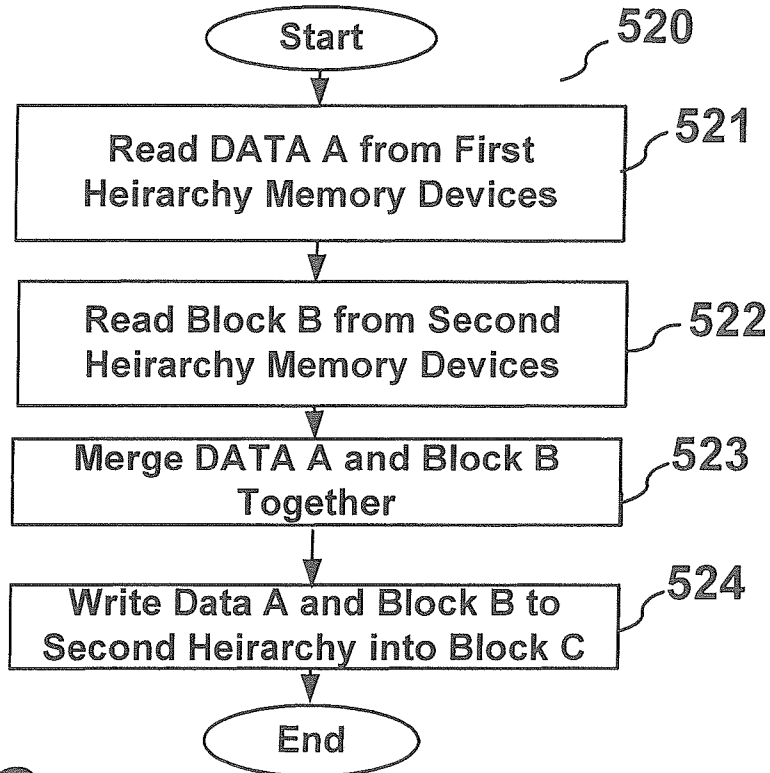 Start
520
Read DATA A from First
Heirarchy Memory Devices
521
Read Block B from Second
Heirarchy Memory Devices
522
Merge DATA A and Block B
Together
523
Write Data A and Block B to
Second Heirarchy into Block C
524
End